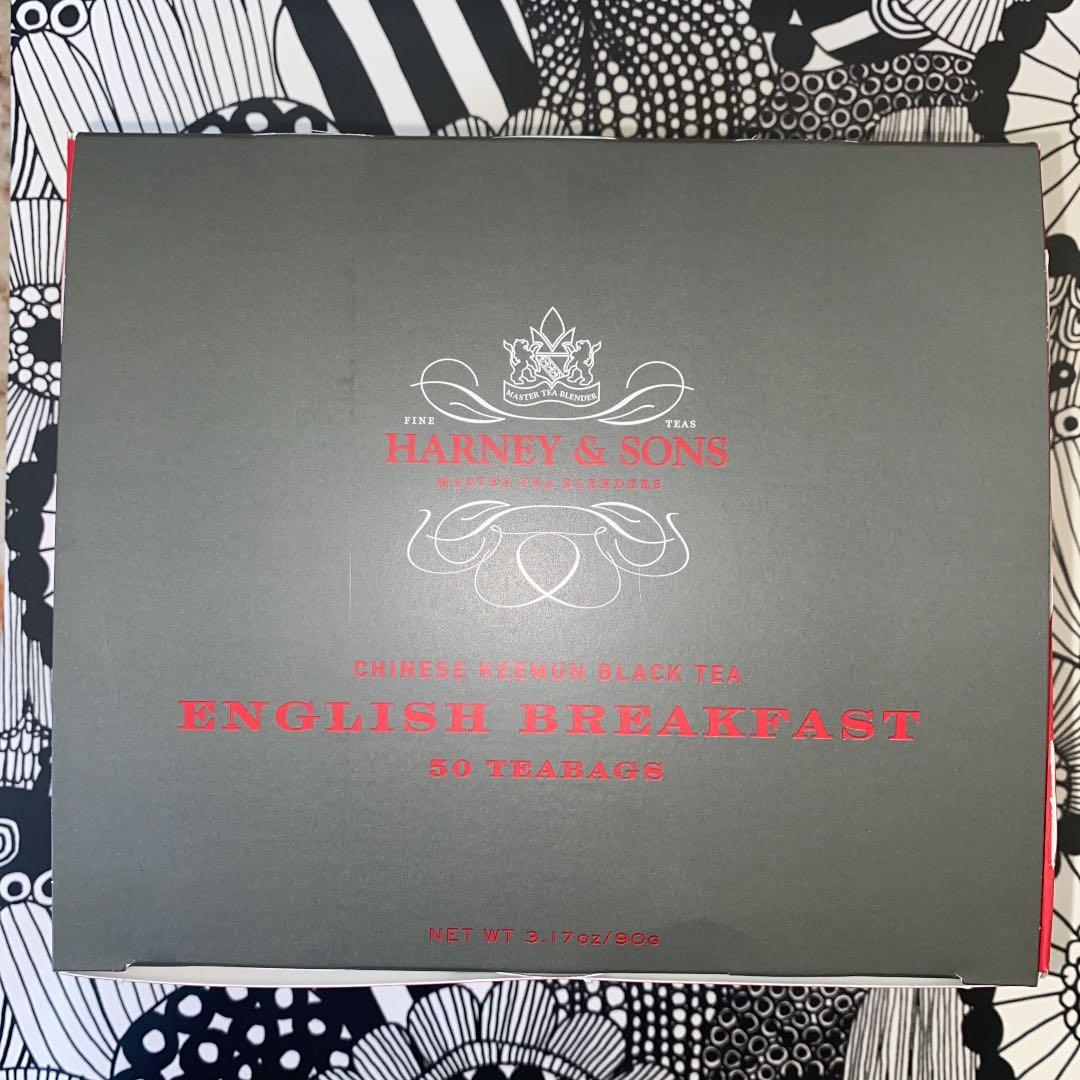 MASTER TEA BLENDER
FINE TEAS
HARNEY & SONS
MASTER TEA BLENDERS
CHINESE KEEMUN BLACK TEA
ENGLISH BREAKFAST
50 TEABAGS
NET WT 3.17oz/90G